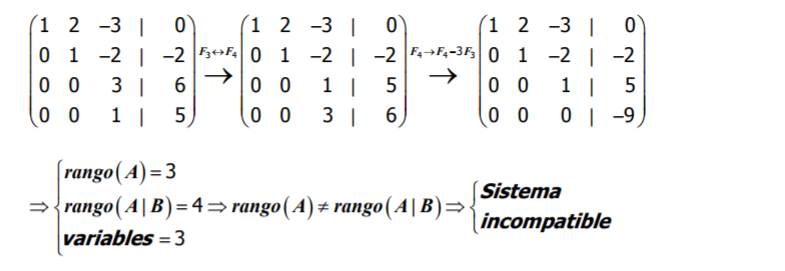 (1 2 −3 | 0) (1 2 −3 | 0) (1 2 −3 | 0)
0 1 −2 | −2 F₃↔F₄ 0 1 −2 | −2 F₄→F₄−3F₃ 0 1 −2 | −2
0 0 3 | 6 → 0 0 1 | 5 → 0 0 1 | 5
0 0 1 | 5 0 0 3 | 6 0 0 0 | −9
rango(A)=3
⇒ rango(A|B)=4⇒rango(A)≠rango(A|B)⇒ { Sistema
incompatible
variables =3